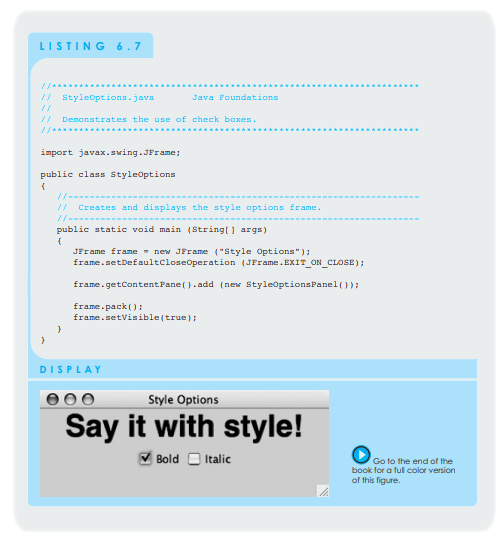 LISTING 6.7
//********************************************************************
//  StyleOptions.java       Java Foundations
//
//  Demonstrates the use of check boxes.
//********************************************************************
import javax.swing.JFrame;
public class StyleOptions
{
   //-----------------------------------------------------------------
   //  Creates and displays the style options frame.
   //-----------------------------------------------------------------
   public static void main (String[] args)
   {
      JFrame frame = new JFrame ("Style Options");
      frame.setDefaultCloseOperation (JFrame.EXIT_ON_CLOSE);
      frame.getContentPane().add (new StyleOptionsPanel());
      frame.pack();
      frame.setVisible(true);
   }
}
DISPLAY
Style Options
Say it with style!
Bold Italic
Go to the end of the
book for a full color version
of this figure.